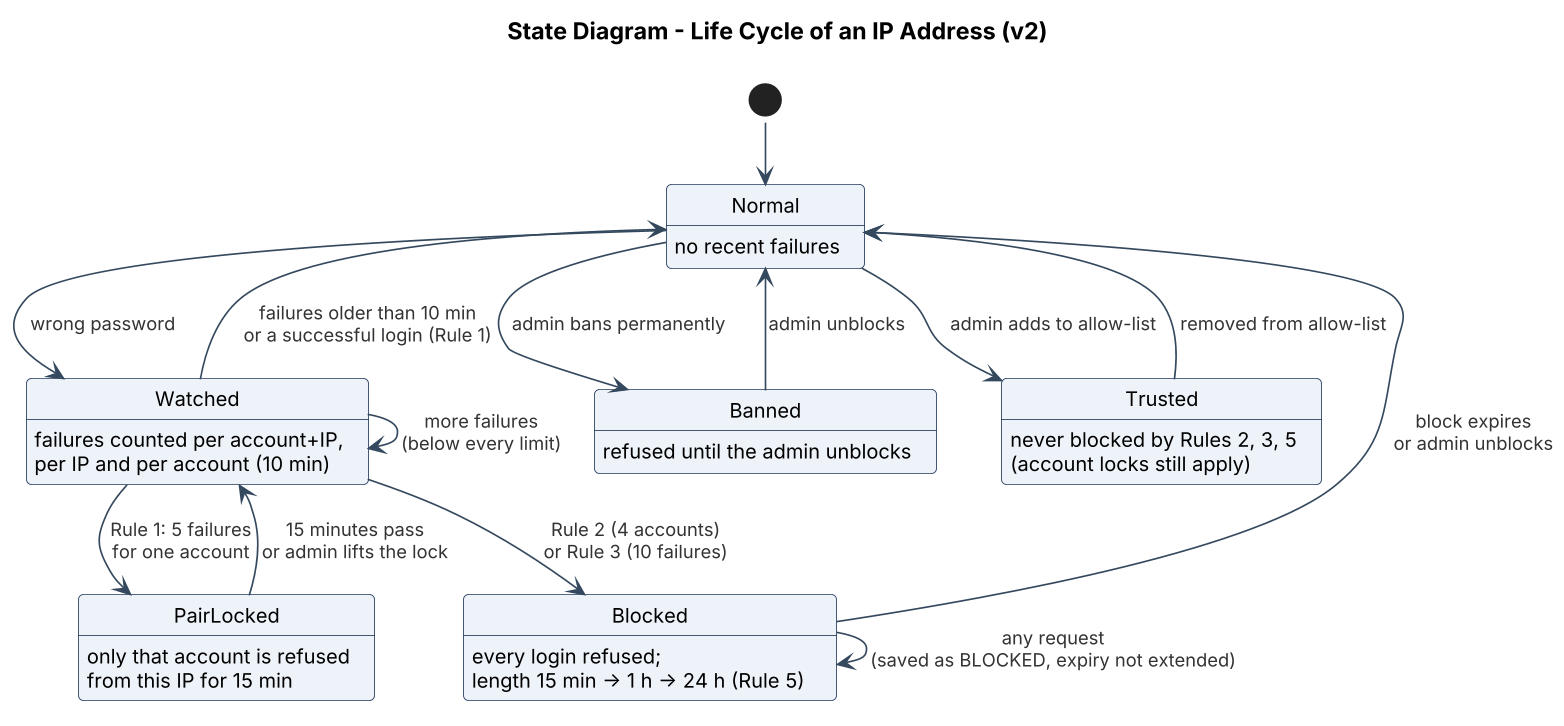 State Diagram - Life Cycle of an IP Address (v2)
Normal
no recent failures
wrong password
failures older than 10 min
or a successful login (Rule 1)
admin bans permanently
admin unblocks
admin adds to allow-list
removed from allow-list
Watched
failures counted per account+IP,
per IP and per account (10 min)
more failures
(below every limit)
Banned
refused until the admin unblocks
Trusted
never blocked by Rules 2, 3, 5
(account locks still apply)
block expires
or admin unblocks
Rule 1: 5 failures
for one account
15 minutes pass
or admin lifts the lock
Rule 2 (4 accounts)
or Rule 3 (10 failures)
PairLocked
only that account is refused
from this IP for 15 min
Blocked
every login refused;
length 15 min → 1 h → 24 h (Rule 5)
any request
(saved as BLOCKED, expiry not extended)